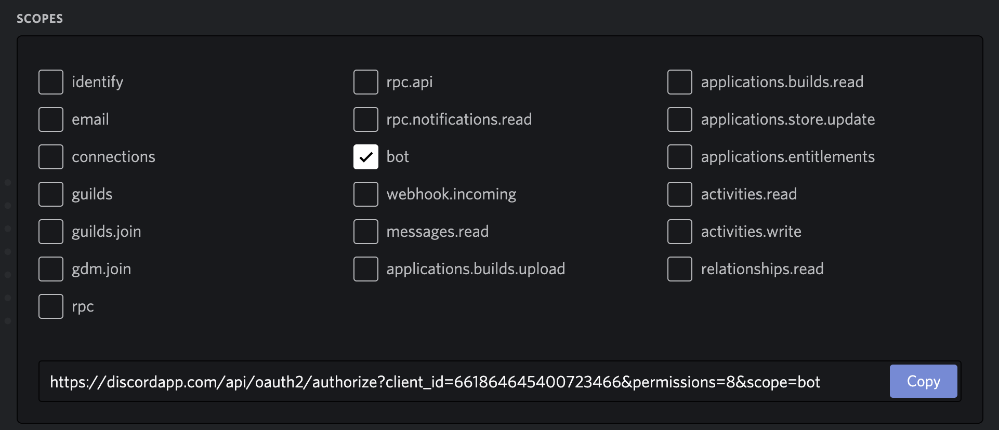 SCOPES
identify
rpc.api
applications.builds.read
email
rpc.notifications.read
applications.store.update
connections
bot
applications.entitlements
guilds
webhook.incoming
activities.read
guilds.join
messages.read
activities.write
gdm.join
applications.builds.upload
relationships.read
rpc
https://discordapp.com/api/oauth2/authorize?client_id=661864645400723466&permissions=8&scope=bot
Copy